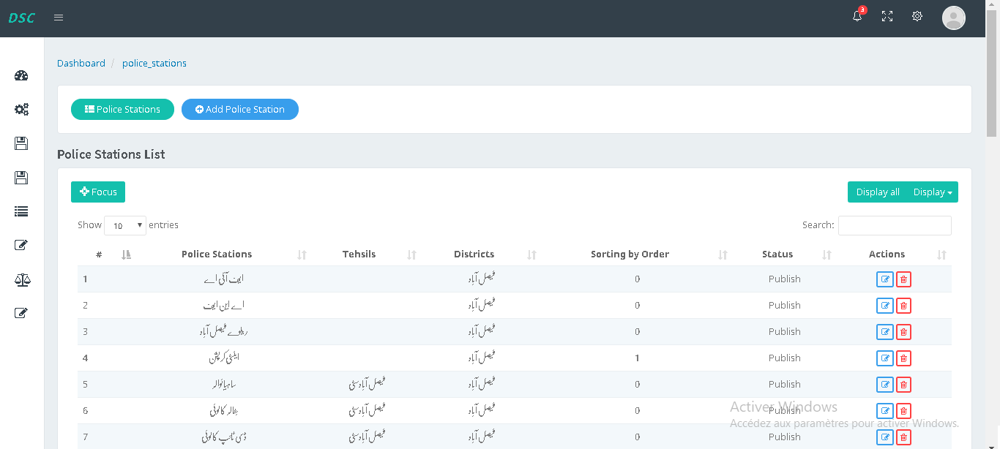 DSC
3
Dashboard / police_stations
Police Stations Add Police Station
Police Stations List
Focus Display all Display
Show 10 entries Search:
# Police Stations Tehsils Districts Sorting by Order Status Actions
1 ایف آئی اے فیصل آباد 0 Publish
2 اے این ایف فیصل آباد 0 Publish
3 ریلوے فیصل آباد فیصل آباد 0 Publish
4 اینٹی کرپشن فیصل آباد 1 Publish
5 ساہیانوالہ فیصل آباد سٹی فیصل آباد 0 Publish
6 بٹالہ کالونی فیصل آباد سٹی فیصل آباد 0 Publish
7 ڈی ٹائپ کالونی فیصل آباد سٹی فیصل آباد 0 Publish
Activer Windows
Accédez aux paramètres pour activer Windows.